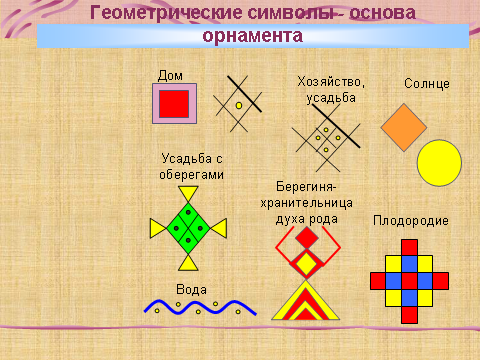 Геометрические символы - основа
орнамента
Дом
Хозяйство,
усадьба
Солнце
Усадьба с
оберегами
Берегиня-
хранительница
духа рода
Плодородие
Вода